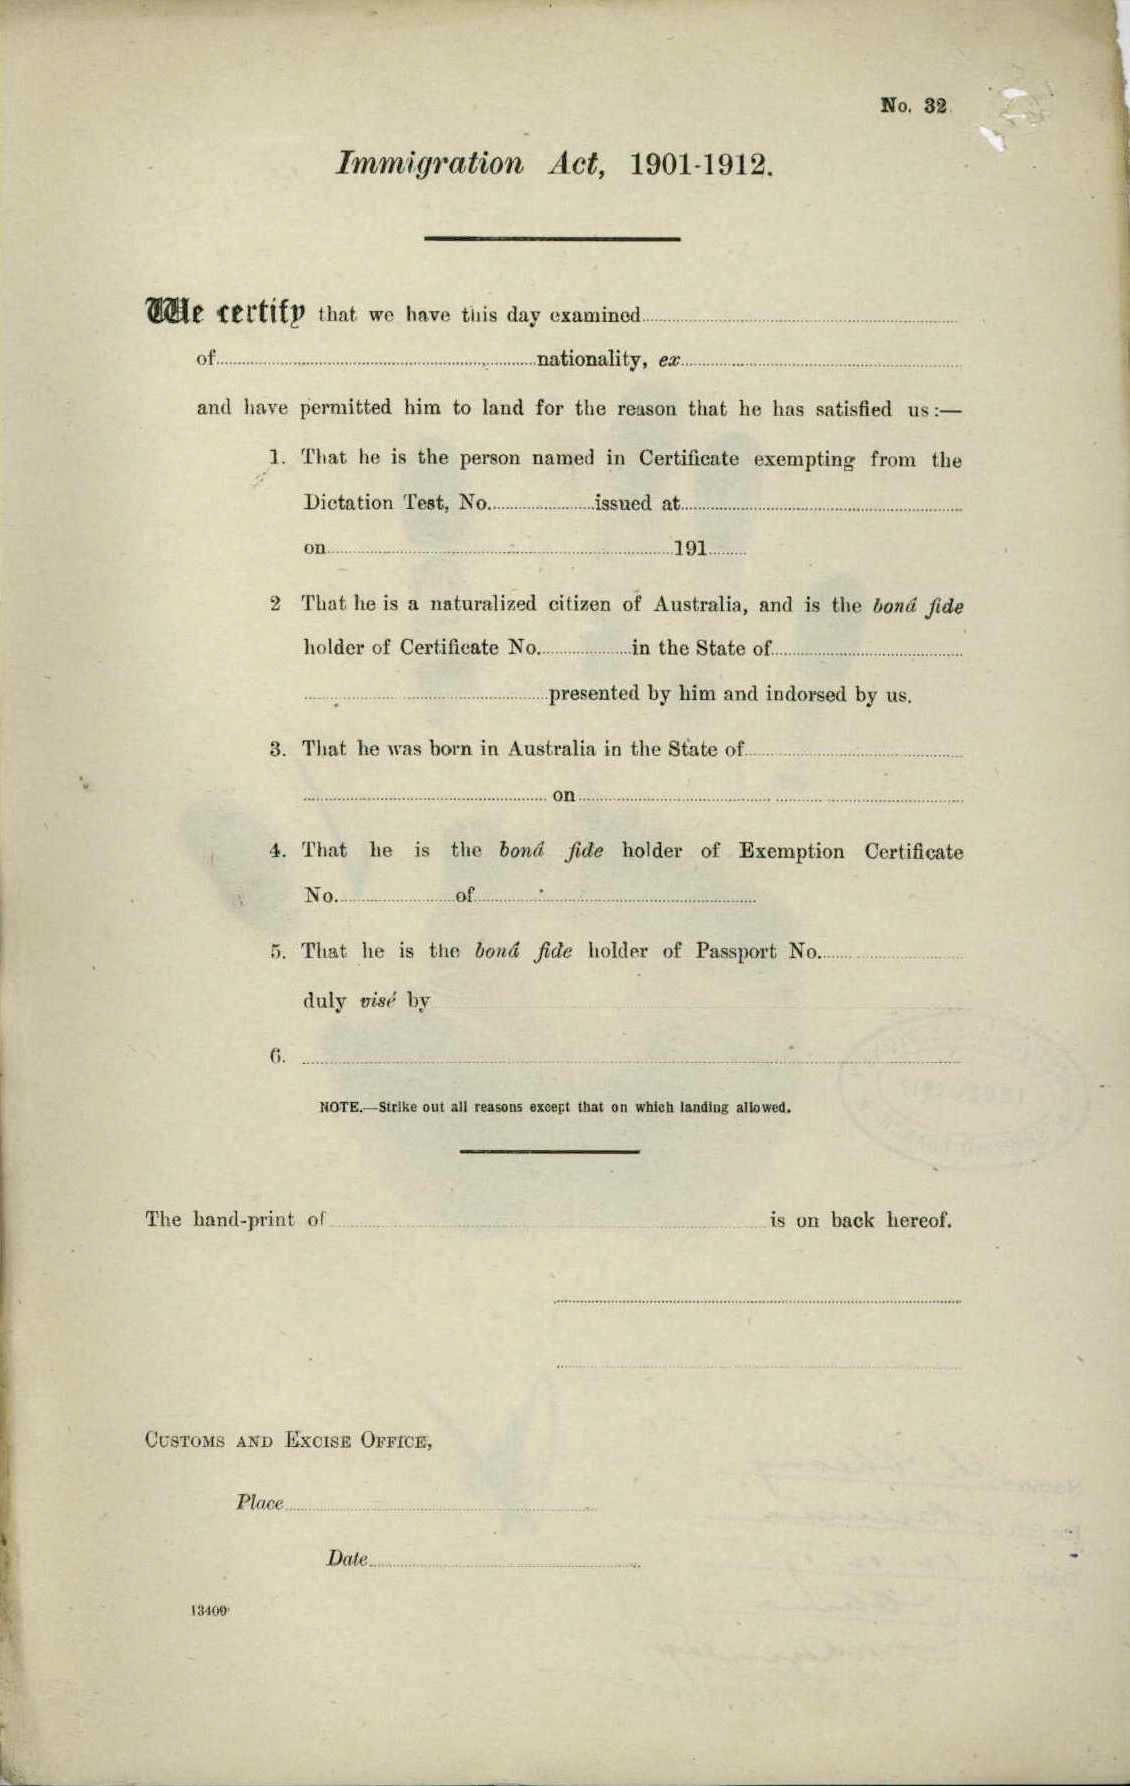 No. 32
Immigration Act, 1901-1912.
We certify that we have this day examined
of nationality, ex
and have permitted him to land for the reason that he has satisfied us:—
1. That he is the person named in Certificate exempting from the
Dictation Test, No. issued at
on 191
2 That he is a naturalized citizen of Australia, and is the bonâ fide
holder of Certificate No. in the State of
presented by him and indorsed by us.
3. That he was born in Australia in the State of
on
4. That he is the bonâ fide holder of Exemption Certificate
No. of
5. That he is the bonâ fide holder of Passport No.
duly visé by
6.
NOTE.—Strike out all reasons except that on which landing allowed.
The hand-print of is on back hereof.
Customs and Excise Office,
Place
Date
13400